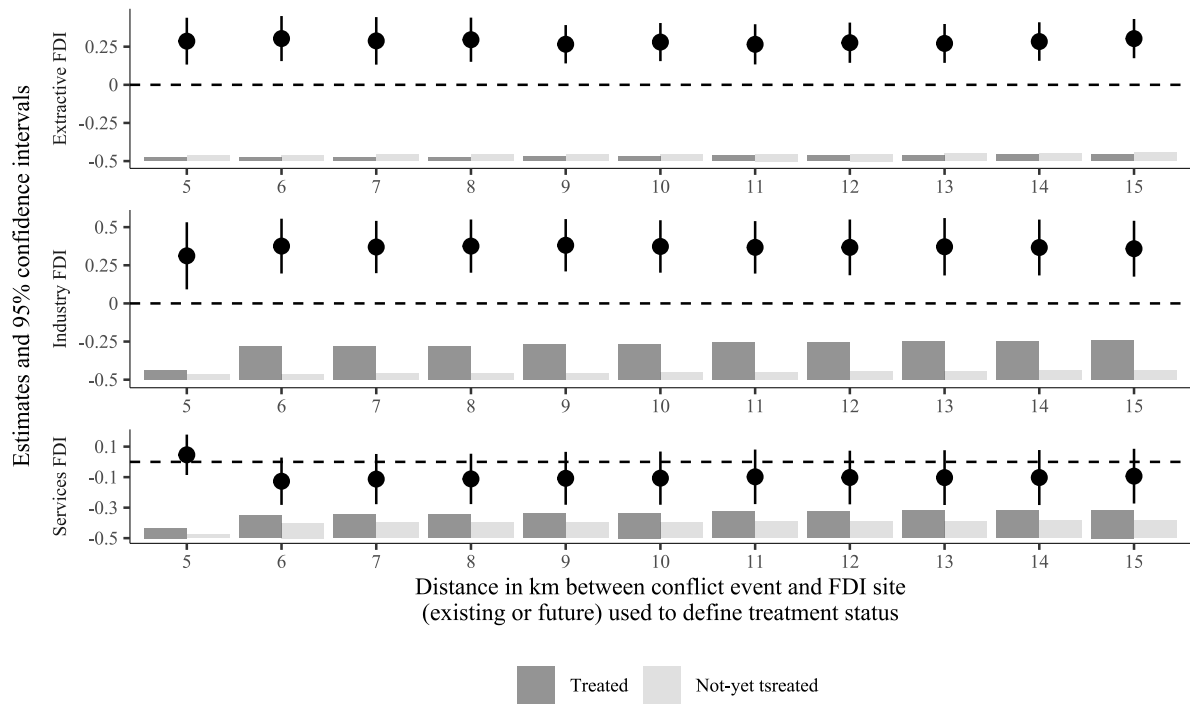 Estimates and 95% confidence intervals
Extractive FDI
0.25
0
-0.25
-0.5
5 6 7 8 9 10 11 12 13 14 15
Industry FDI
0.5
0.25
0
-0.25
-0.5
5 6 7 8 9 10 11 12 13 14 15
Services FDI
0.1
-0.1
-0.3
-0.5
5 6 7 8 9 10 11 12 13 14 15
Distance in km between conflict event and FDI site
(existing or future) used to define treatment status
Treated Not-yet tsreated